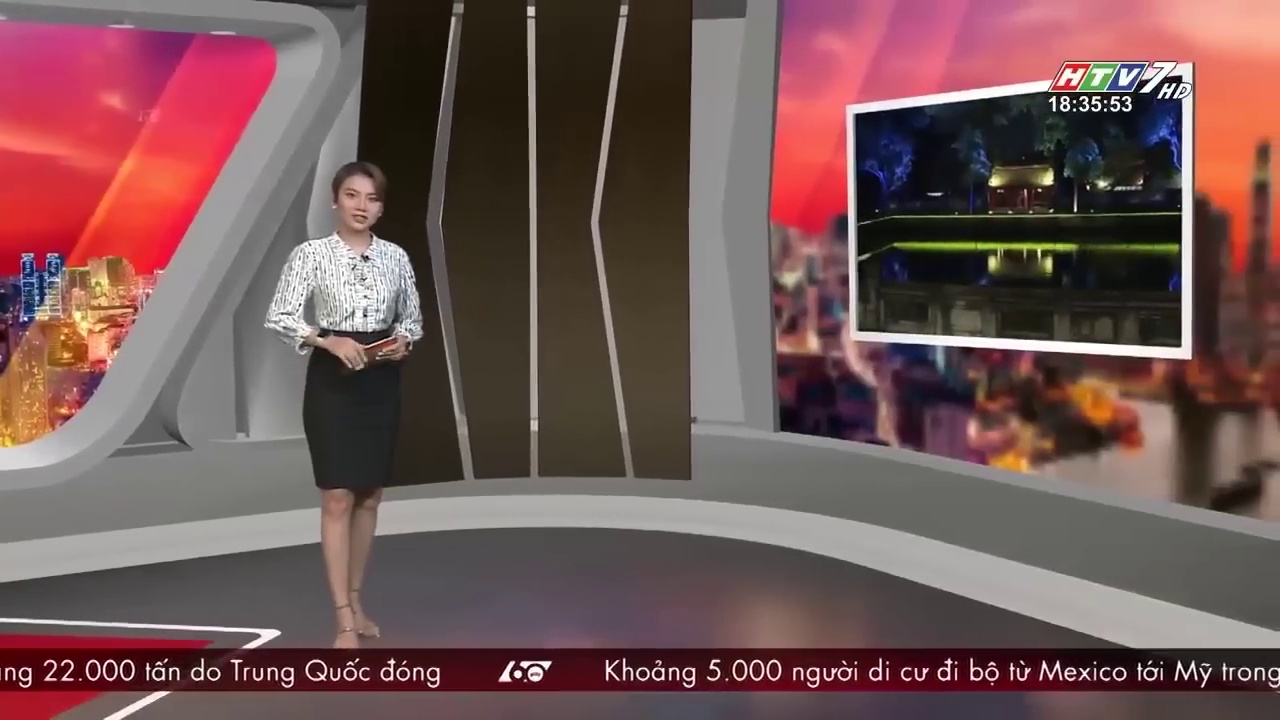 HTV7 HD
18:35:53
22.000 tấn do Trung Quốc đóng
60
Khoảng 5.000 người di cư đi bộ từ Mexico tới Mỹ trong